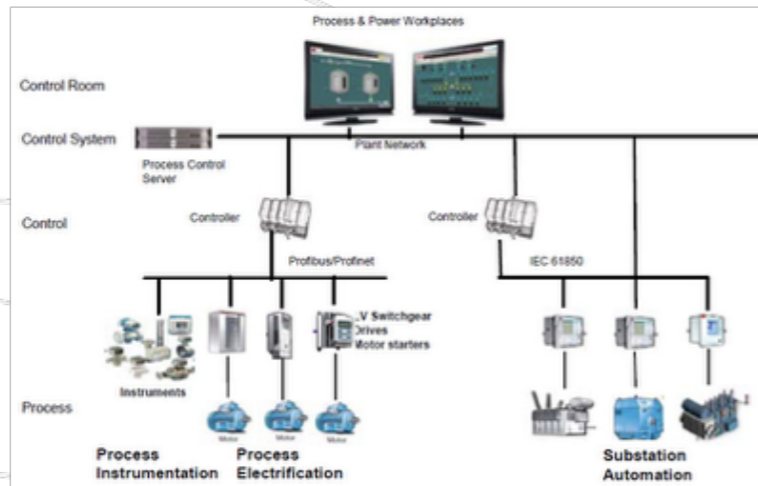 Process & Power Workplaces
Control Room
Control System
Plant Network
Process Control
Server
Controller
Controller
Control
Profibus/Profinet
IEC 61850
LV Switchgear
Drives
Motor starters
Instruments
Process
Motor
Motor
Motor
Process
Instrumentation
Process
Electrification
Substation
Automation